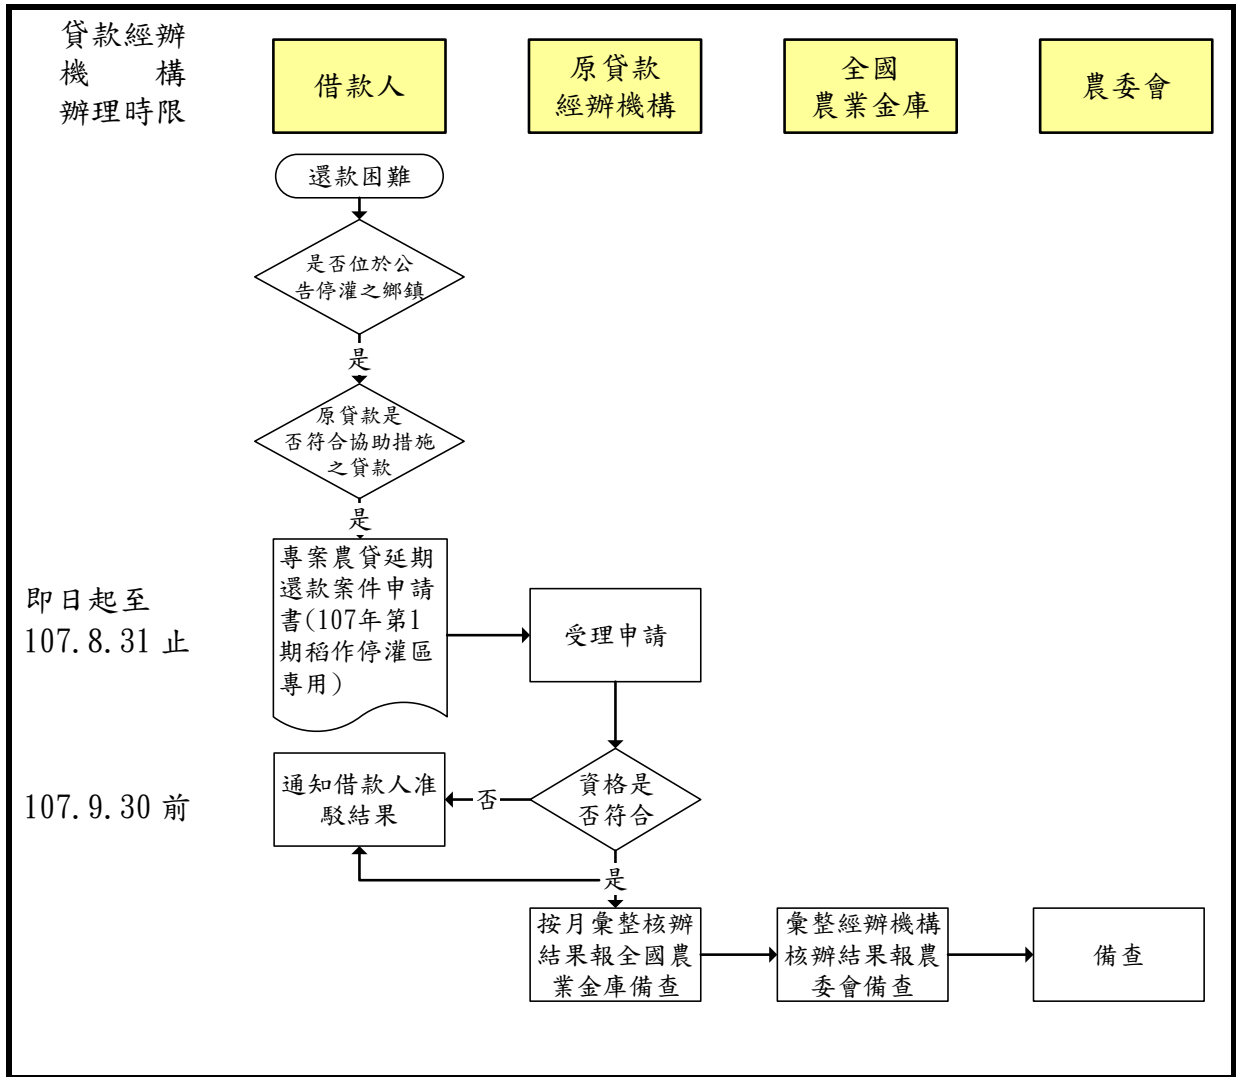 貸款經辦
機構
辦理時限
借款人
原貸款
經辦機構
全國
農業金庫
農委會
還款困難
是否位於公
告停灌之鄉鎮
是
原貸款是
否符合協助措施
之貸款
是
即日起至
107.8.31 止
專案農貸延期
還款案件申請
書(107年第1
期稻作停灌區
專用)
受理申請
107.9.30 前
通知借款人准
駁結果
否
資格是
否符合
是
按月彙整核辦
結果報全國農
業金庫備查
彙整經辦機構
核辦結果報農
委會備查
備查